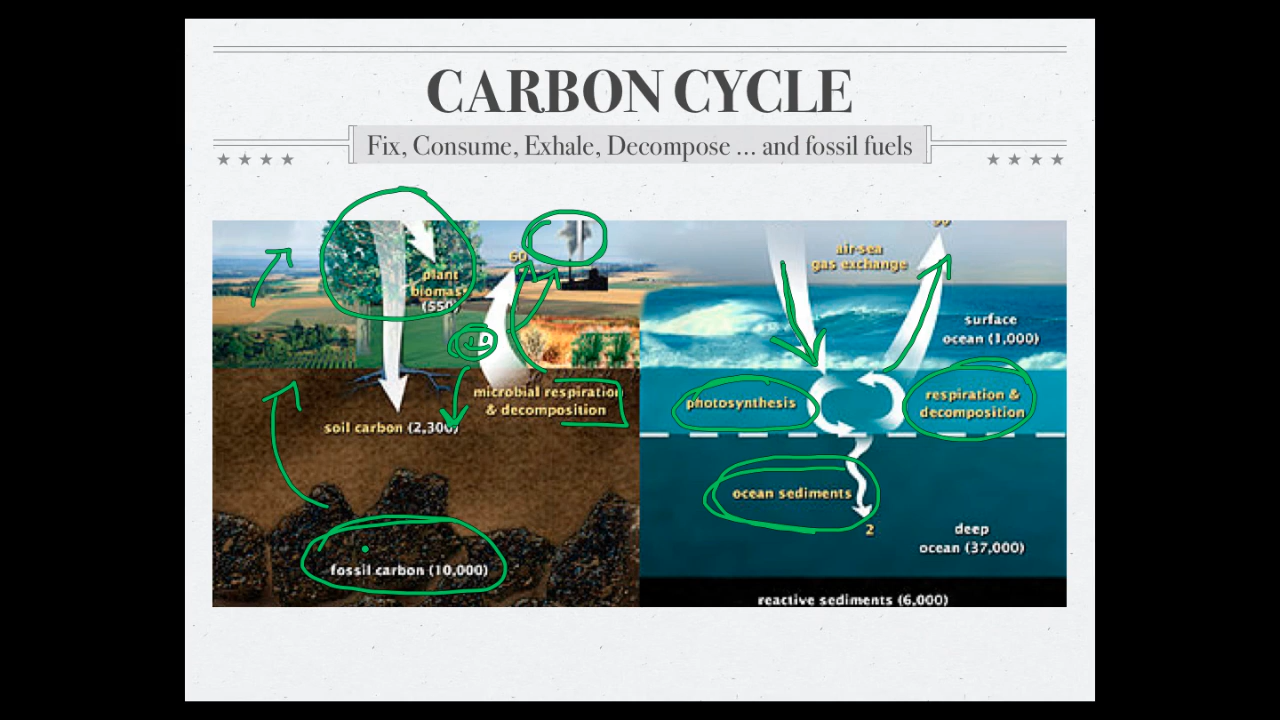 CARBON CYCLE
Fix, Consume, Exhale, Decompose ... and fossil fuels
plant
biomass
(550)
60
microbial respiration
& decomposition
soil carbon (2,300)
fossil carbon (10,000)
air-sea
gas exchange
surface
ocean (1,000)
photosynthesis
respiration &
decomposition
ocean sediments
2
deep
ocean (37,000)
reactive sediments (6,000)